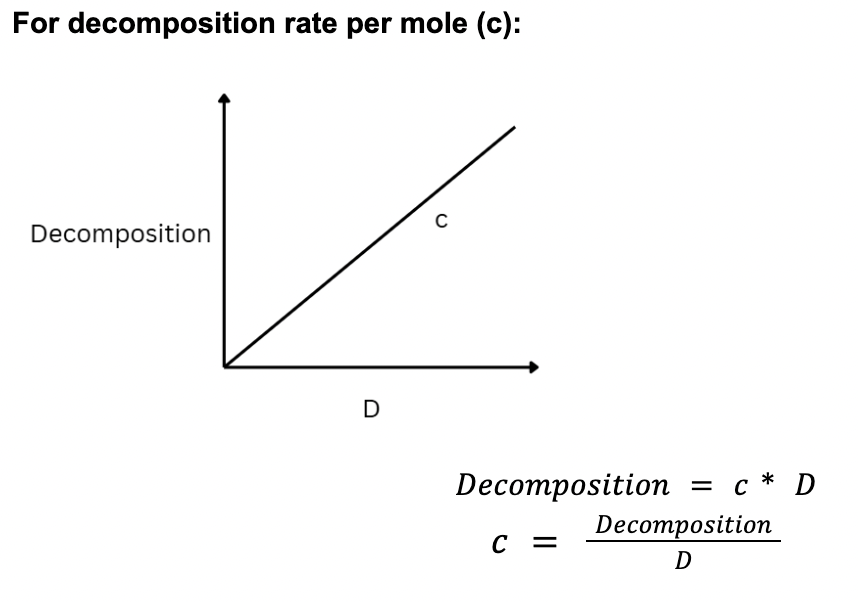 For decomposition rate per mole (c):
Decomposition
c
D
Decomposition = c * D
c = Decomposition
D